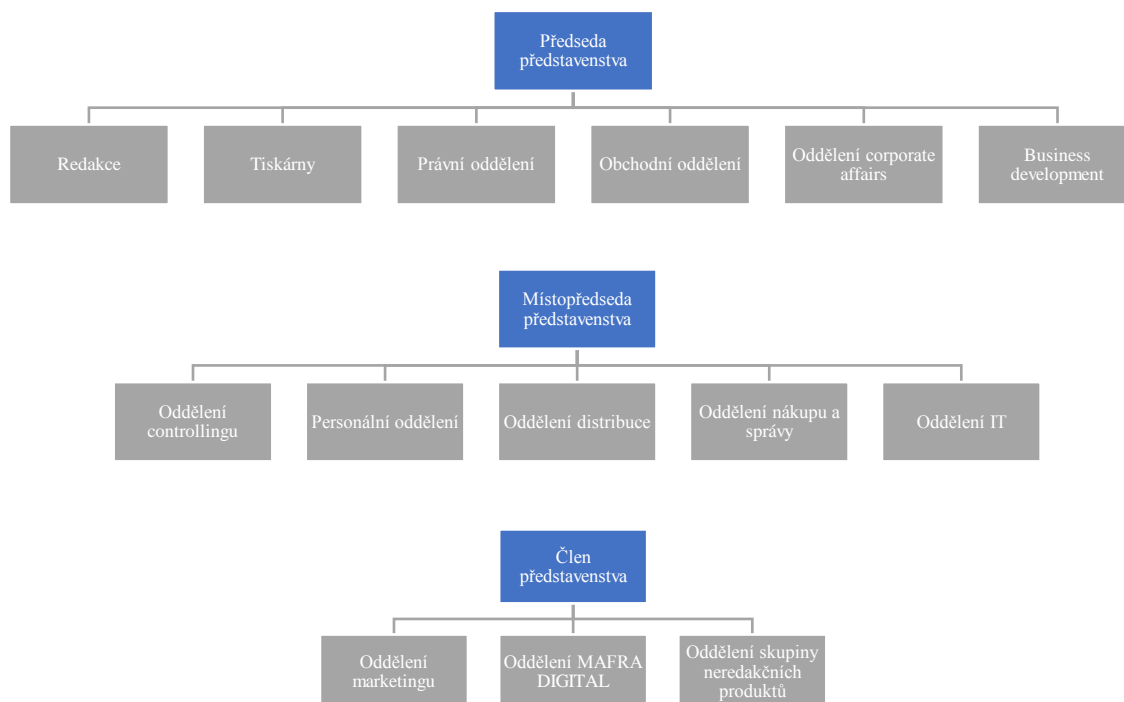 Předseda
představenstva
Redakce
Tiskárny
Právní oddělení
Obchodní oddělení
Oddělení corporate
affairs
Business
development
Místopředseda
představenstva
Oddělení
controllingu
Personální oddělení
Oddělení distribuce
Oddělení nákupu a
správy
Oddělení IT
Člen
představenstva
Oddělení
marketingu
Oddělení MAFRA
DIGITAL
Oddělení skupiny
neredakčních
produktů